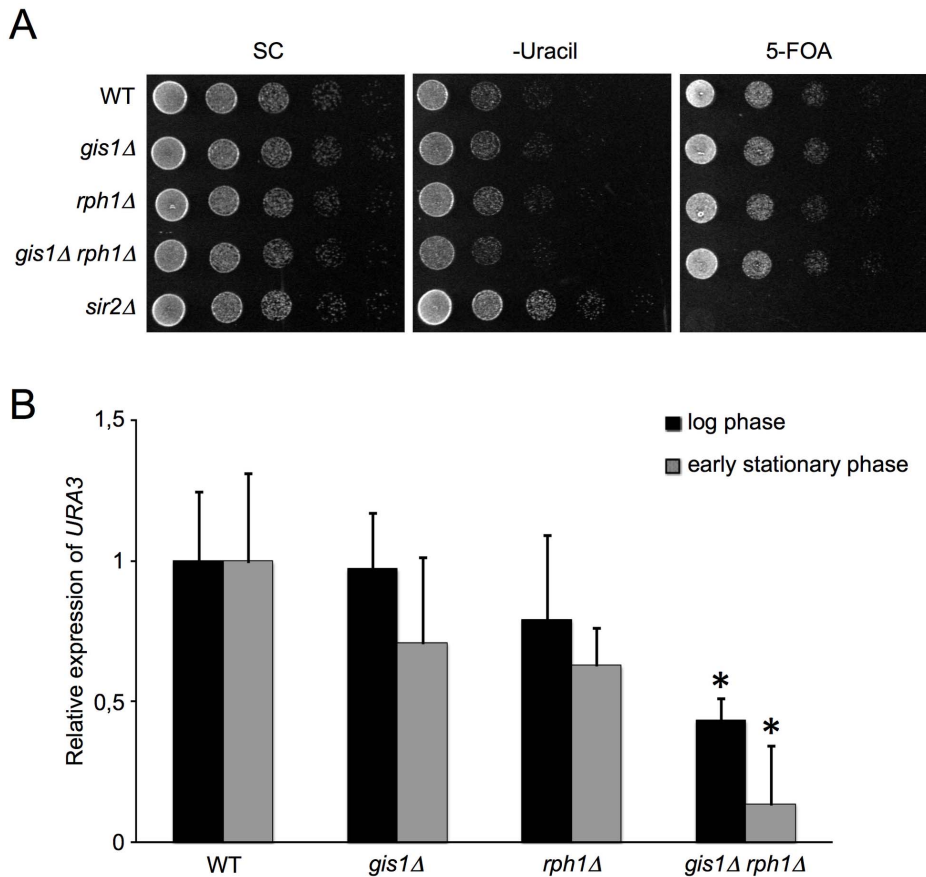 A
SC
-Uracil
5-FOA
WT
gis1Δ
rph1Δ
gis1Δ rph1Δ
sir2Δ
B
Relative expression of URA3
1,5
1
0,5
0
log phase
early stationary phase
*
*
WT
gis1Δ
rph1Δ
gis1Δ rph1Δ